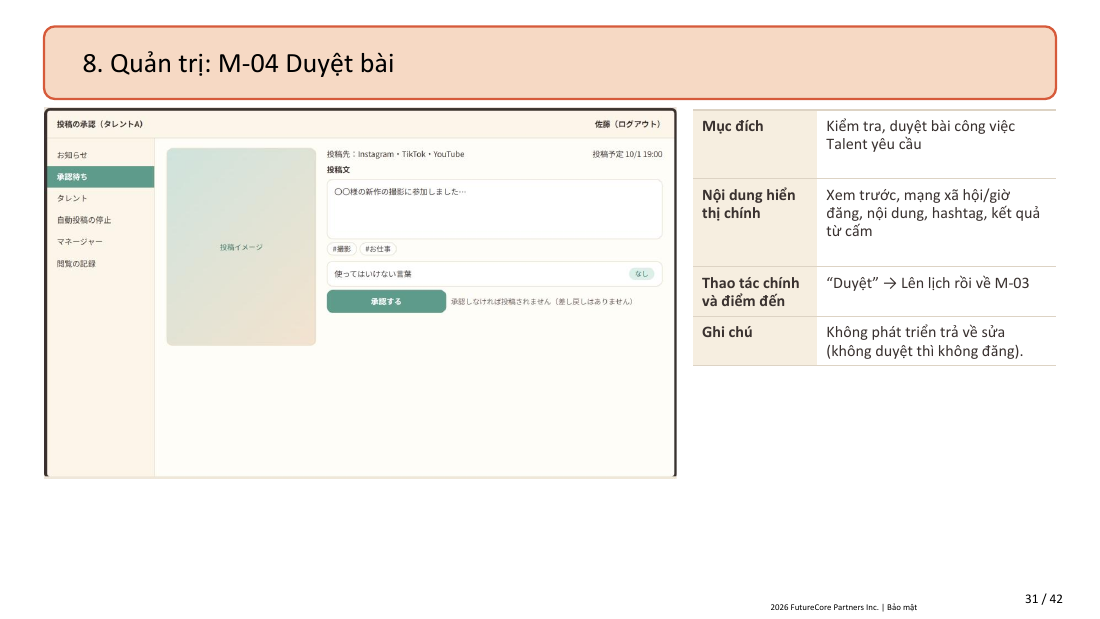 8. Quản trị: M-04 Duyệt bài
投稿の承認（タレントA）
佐藤（ログアウト）
お知らせ
承認待ち
タレント
自動投稿の停止
マネージャー
閲覧の記録
投稿イメージ
投稿先：Instagram・TikTok・YouTube
投稿予定 10/1 19:00
投稿文
〇〇様の新作の撮影に参加しました…
#撮影
#お仕事
使ってはいけない言葉
なし
承認する
承認しなければ投稿されません（差し戻しはありません）
Mục đích
Kiểm tra, duyệt bài công việc
Talent yêu cầu
Nội dung hiển
thị chính
Xem trước, mạng xã hội/giờ
đăng, nội dung, hashtag, kết quả
từ cấm
Thao tác chính
và điểm đến
“Duyệt” → Lên lịch rồi về M-03
Ghi chú
Không phát triển trả về sửa
(không duyệt thì không đăng).
2026 FutureCore Partners Inc. | Bảo mật
31 / 42